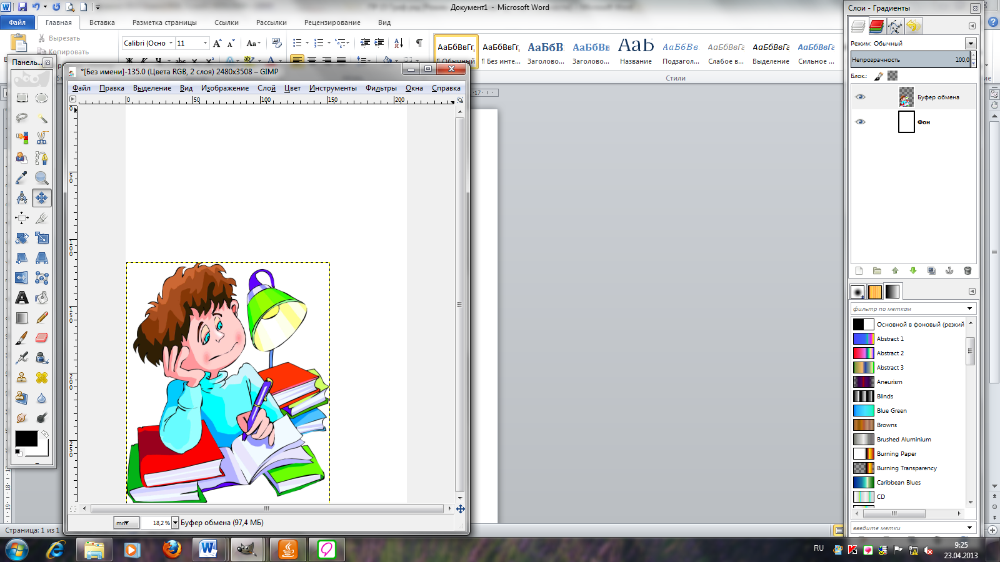 Документ1 - Microsoft Word
Файл Главная Вставка Разметка страницы Ссылки Рассылки Рецензирование Вид
Вырезать
Копировать
Calibri (Осно 11
АаБбВвГг, АаБбВвГг, АаБбВ АаБбВв АаБ АаБбВв. АаБбВвГг АаБбВвГг АаБбВвГг
¶ Обычный ¶ Без инте... Заголово... Заголово... Название Подзагол... Слабое в... Выделение Сильное ...
Стили
Панель...
*[Без имени]-135.0 (Цвета RGB, 2 слоя) 2480x3508 – GIMP
Файл Правка Выделение Вид Изображение Слой Цвет Инструменты Фильтры Окна Справка
0 50 100 150 200
0
50
100
150
200
250
mm 18,2 % Буфер обмена (97,4 МБ)
Страница: 1 из 1
Слои - Градиенты
Режим: Обычный
Непрозрачность 100,0
Блок.:
Буфер обмена
Фон
фильтр по меткам
Основной в фоновый (резкий
Abstract 1
Abstract 2
Abstract 3
Aneurism
Blinds
Blue Green
Browns
Brushed Aluminium
Burning Paper
Burning Transparency
Caribbean Blues
CD
введите метки
RU
9:25
23.04.2013